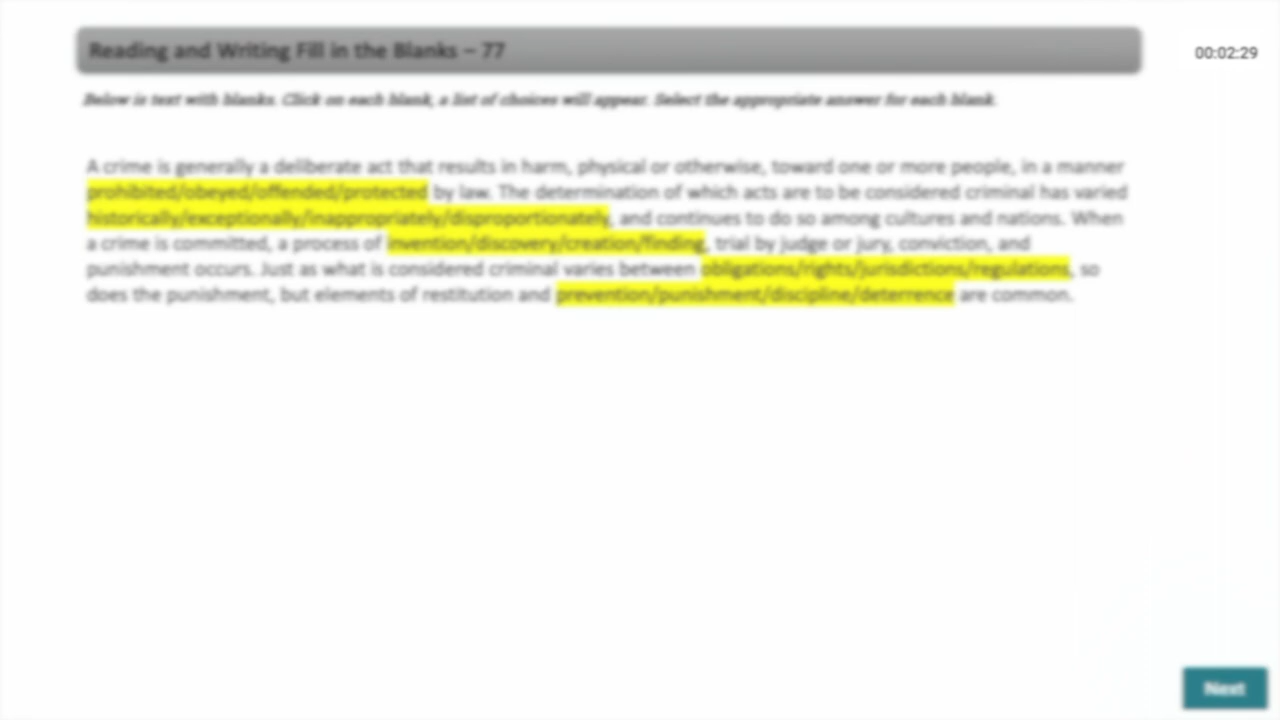 Reading and Writing Fill in the Blanks – 77
00:02:29
Below is text with blanks. Click on each blank, a list of choices will appear. Select the appropriate answer for each blank.
A crime is generally a deliberate act that results in harm, physical or otherwise, toward one or more people, in a manner
prohibited/obeyed/offended/protected by law. The determination of which acts are to be considered criminal has varied
historically/exceptionally/inappropriately/disproportionately, and continues to do so among cultures and nations. When
a crime is committed, a process of invention/discovery/creation/finding, trial by judge or jury, conviction, and
punishment occurs. Just as what is considered criminal varies between obligations/rights/jurisdictions/regulations, so
does the punishment, but elements of restitution and prevention/punishment/discipline/deterrence are common.
Next